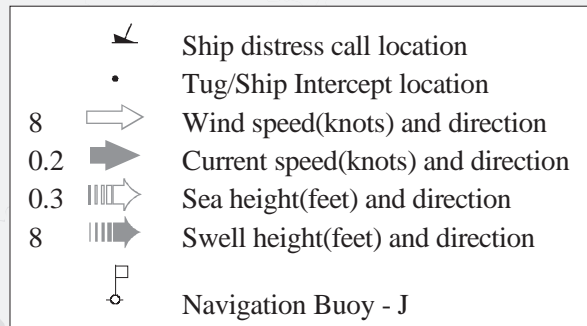 Ship distress call location
Tug/Ship Intercept location
8 Wind speed(knots) and direction
0.2 Current speed(knots) and direction
0.3 Sea height(feet) and direction
8 Swell height(feet) and direction
Navigation Buoy - J